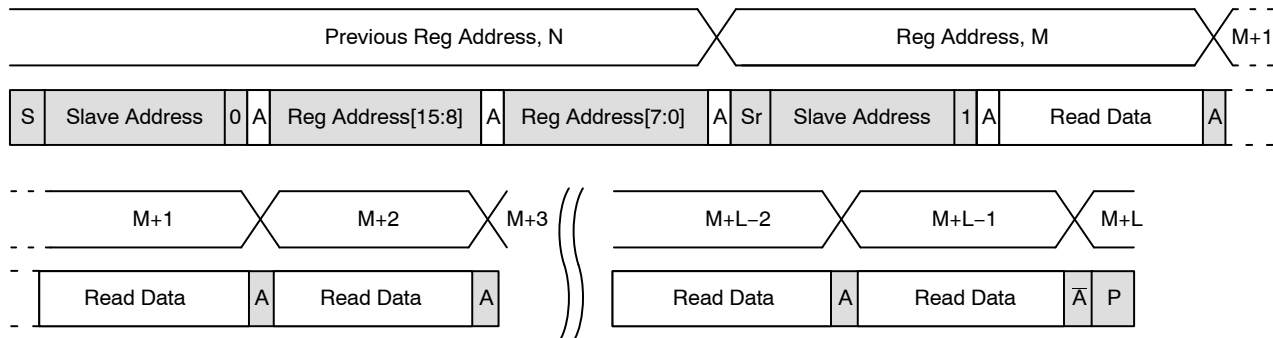 Previous Reg Address, N Reg Address, M M+1
S Slave Address 0 A Reg Address[15:8] A Reg Address[7:0] A Sr Slave Address 1 A Read Data A
M+1 M+2 M+3 M+L−2 M+L−1 M+L
Read Data A Read Data A Read Data A Read Data A̅ P